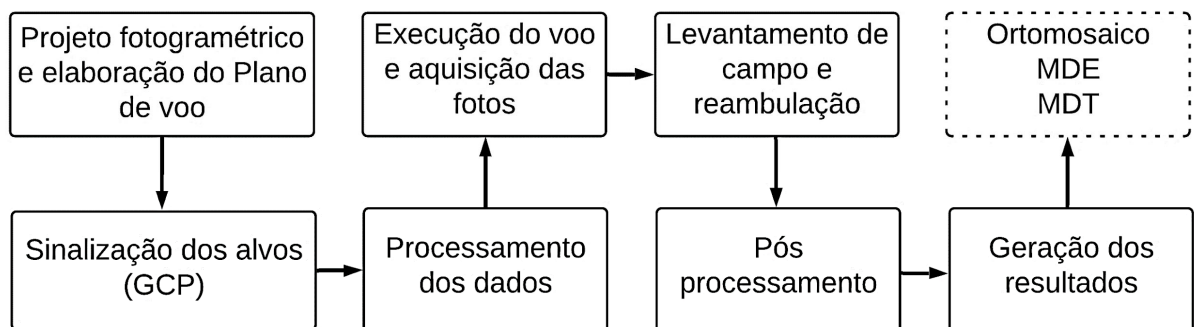 Projeto fotogramétrico
e elaboração do Plano
de voo
Sinalização dos alvos
(GCP)
Processamento
dos dados
Execução do voo
e aquisição das
fotos
Levantamento de
campo e
reambulação
Pós
processamento
Geração dos
resultados
Ortomosaico
MDE
MDT